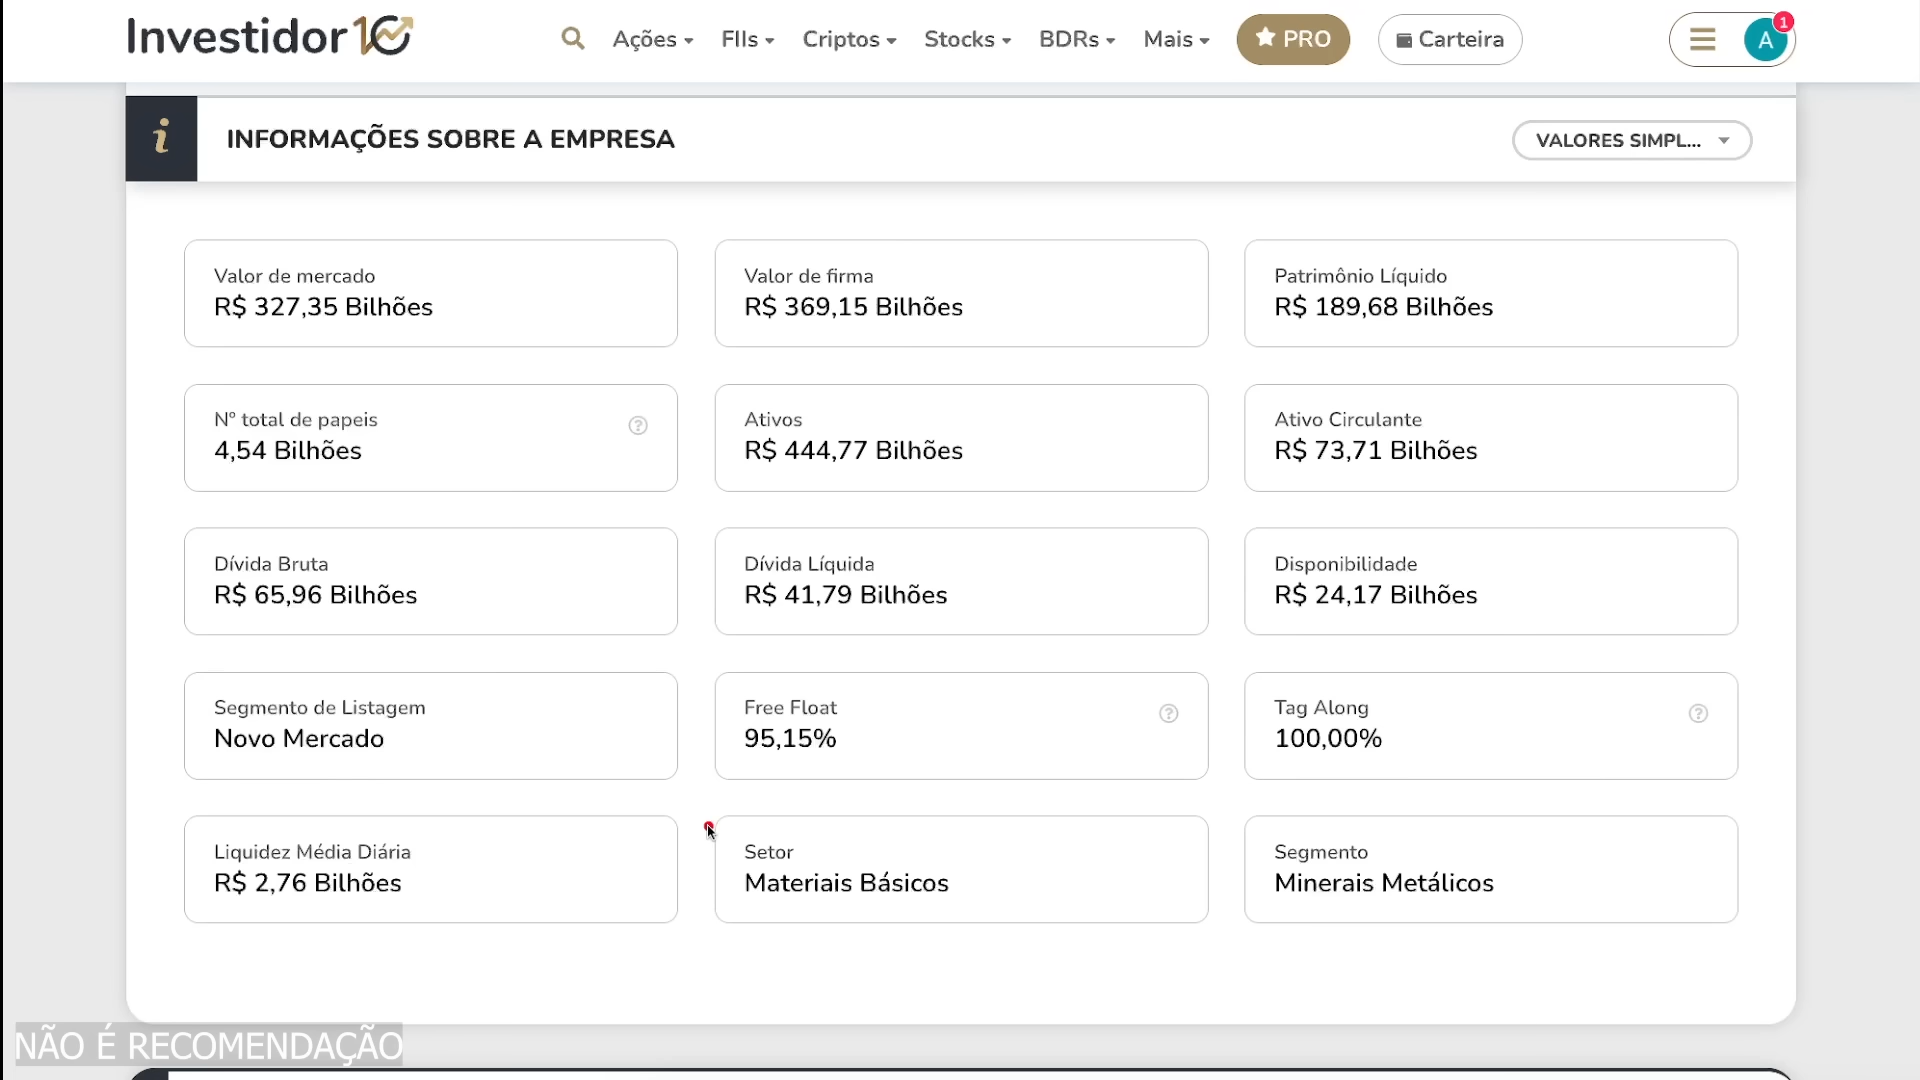 Investidor10
Ações
FIIs
Criptos
Stocks
BDRs
Mais
PRO
Carteira
A
1
i
INFORMAÇÕES SOBRE A EMPRESA
VALORES SIMPL...
Valor de mercado
R$ 327,35 Bilhões
Valor de firma
R$ 369,15 Bilhões
Patrimônio Líquido
R$ 189,68 Bilhões
Nº total de papeis
4,54 Bilhões
?
Ativos
R$ 444,77 Bilhões
Ativo Circulante
R$ 73,71 Bilhões
Dívida Bruta
R$ 65,96 Bilhões
Dívida Líquida
R$ 41,79 Bilhões
Disponibilidade
R$ 24,17 Bilhões
Segmento de Listagem
Novo Mercado
Free Float
95,15%
?
Tag Along
100,00%
?
Liquidez Média Diária
R$ 2,76 Bilhões
Setor
Materiais Básicos
Segmento
Minerais Metálicos
NÃO É RECOMENDAÇÃO